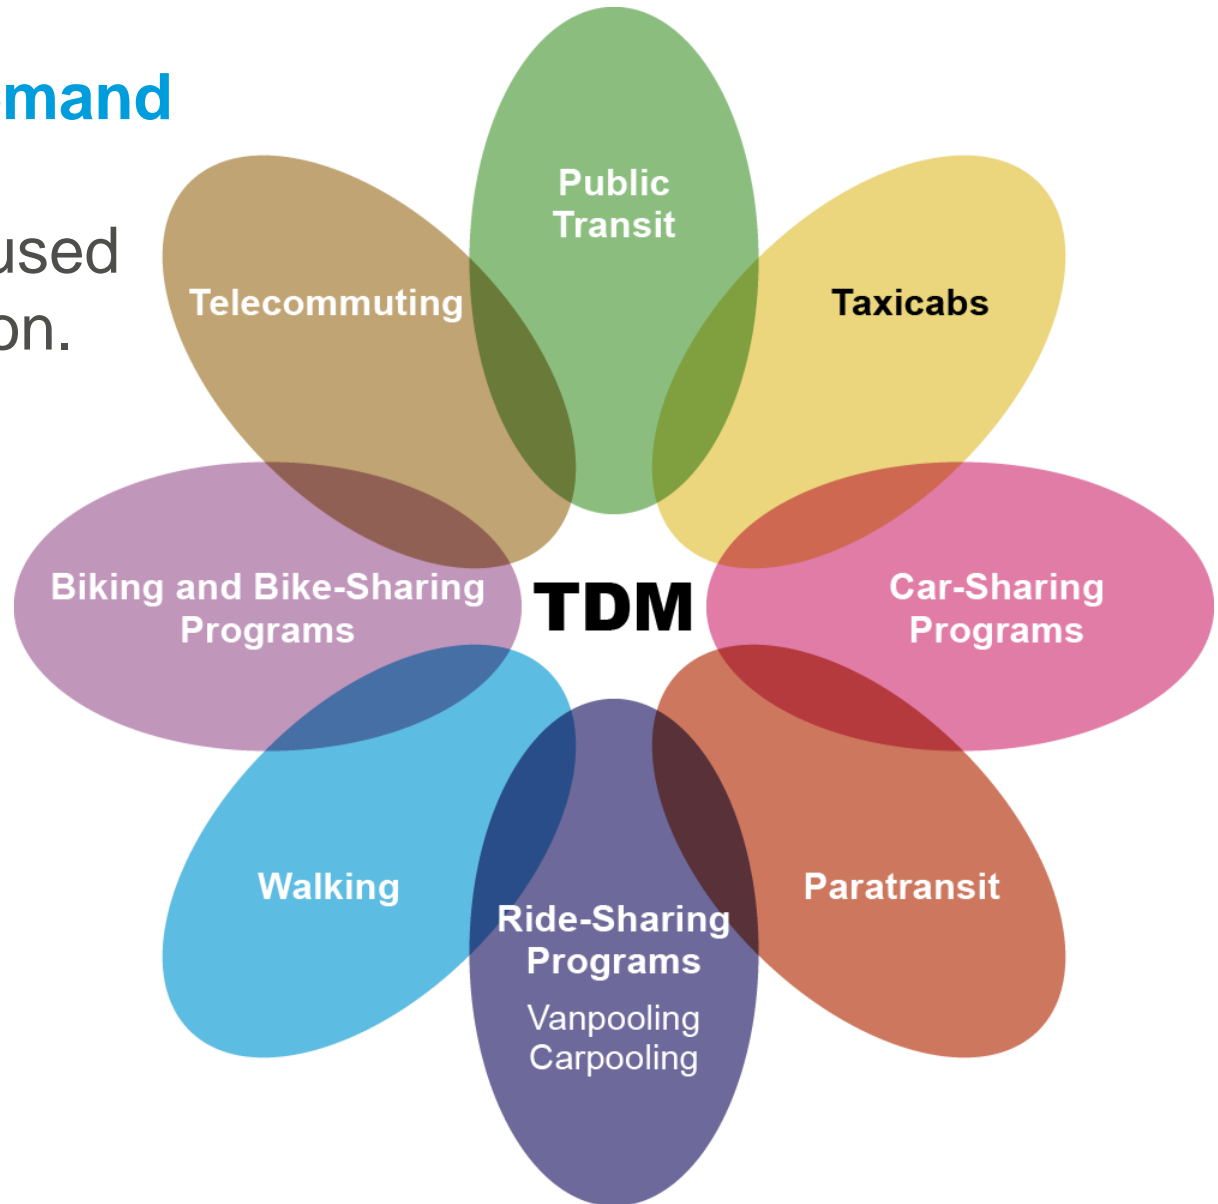 emand
used
on.
Public
Transit
Telecommuting
Taxicabs
Biking and Bike-Sharing
Programs
TDM
Car-Sharing
Programs
Walking
Paratransit
Ride-Sharing
Programs
Vanpooling
Carpooling